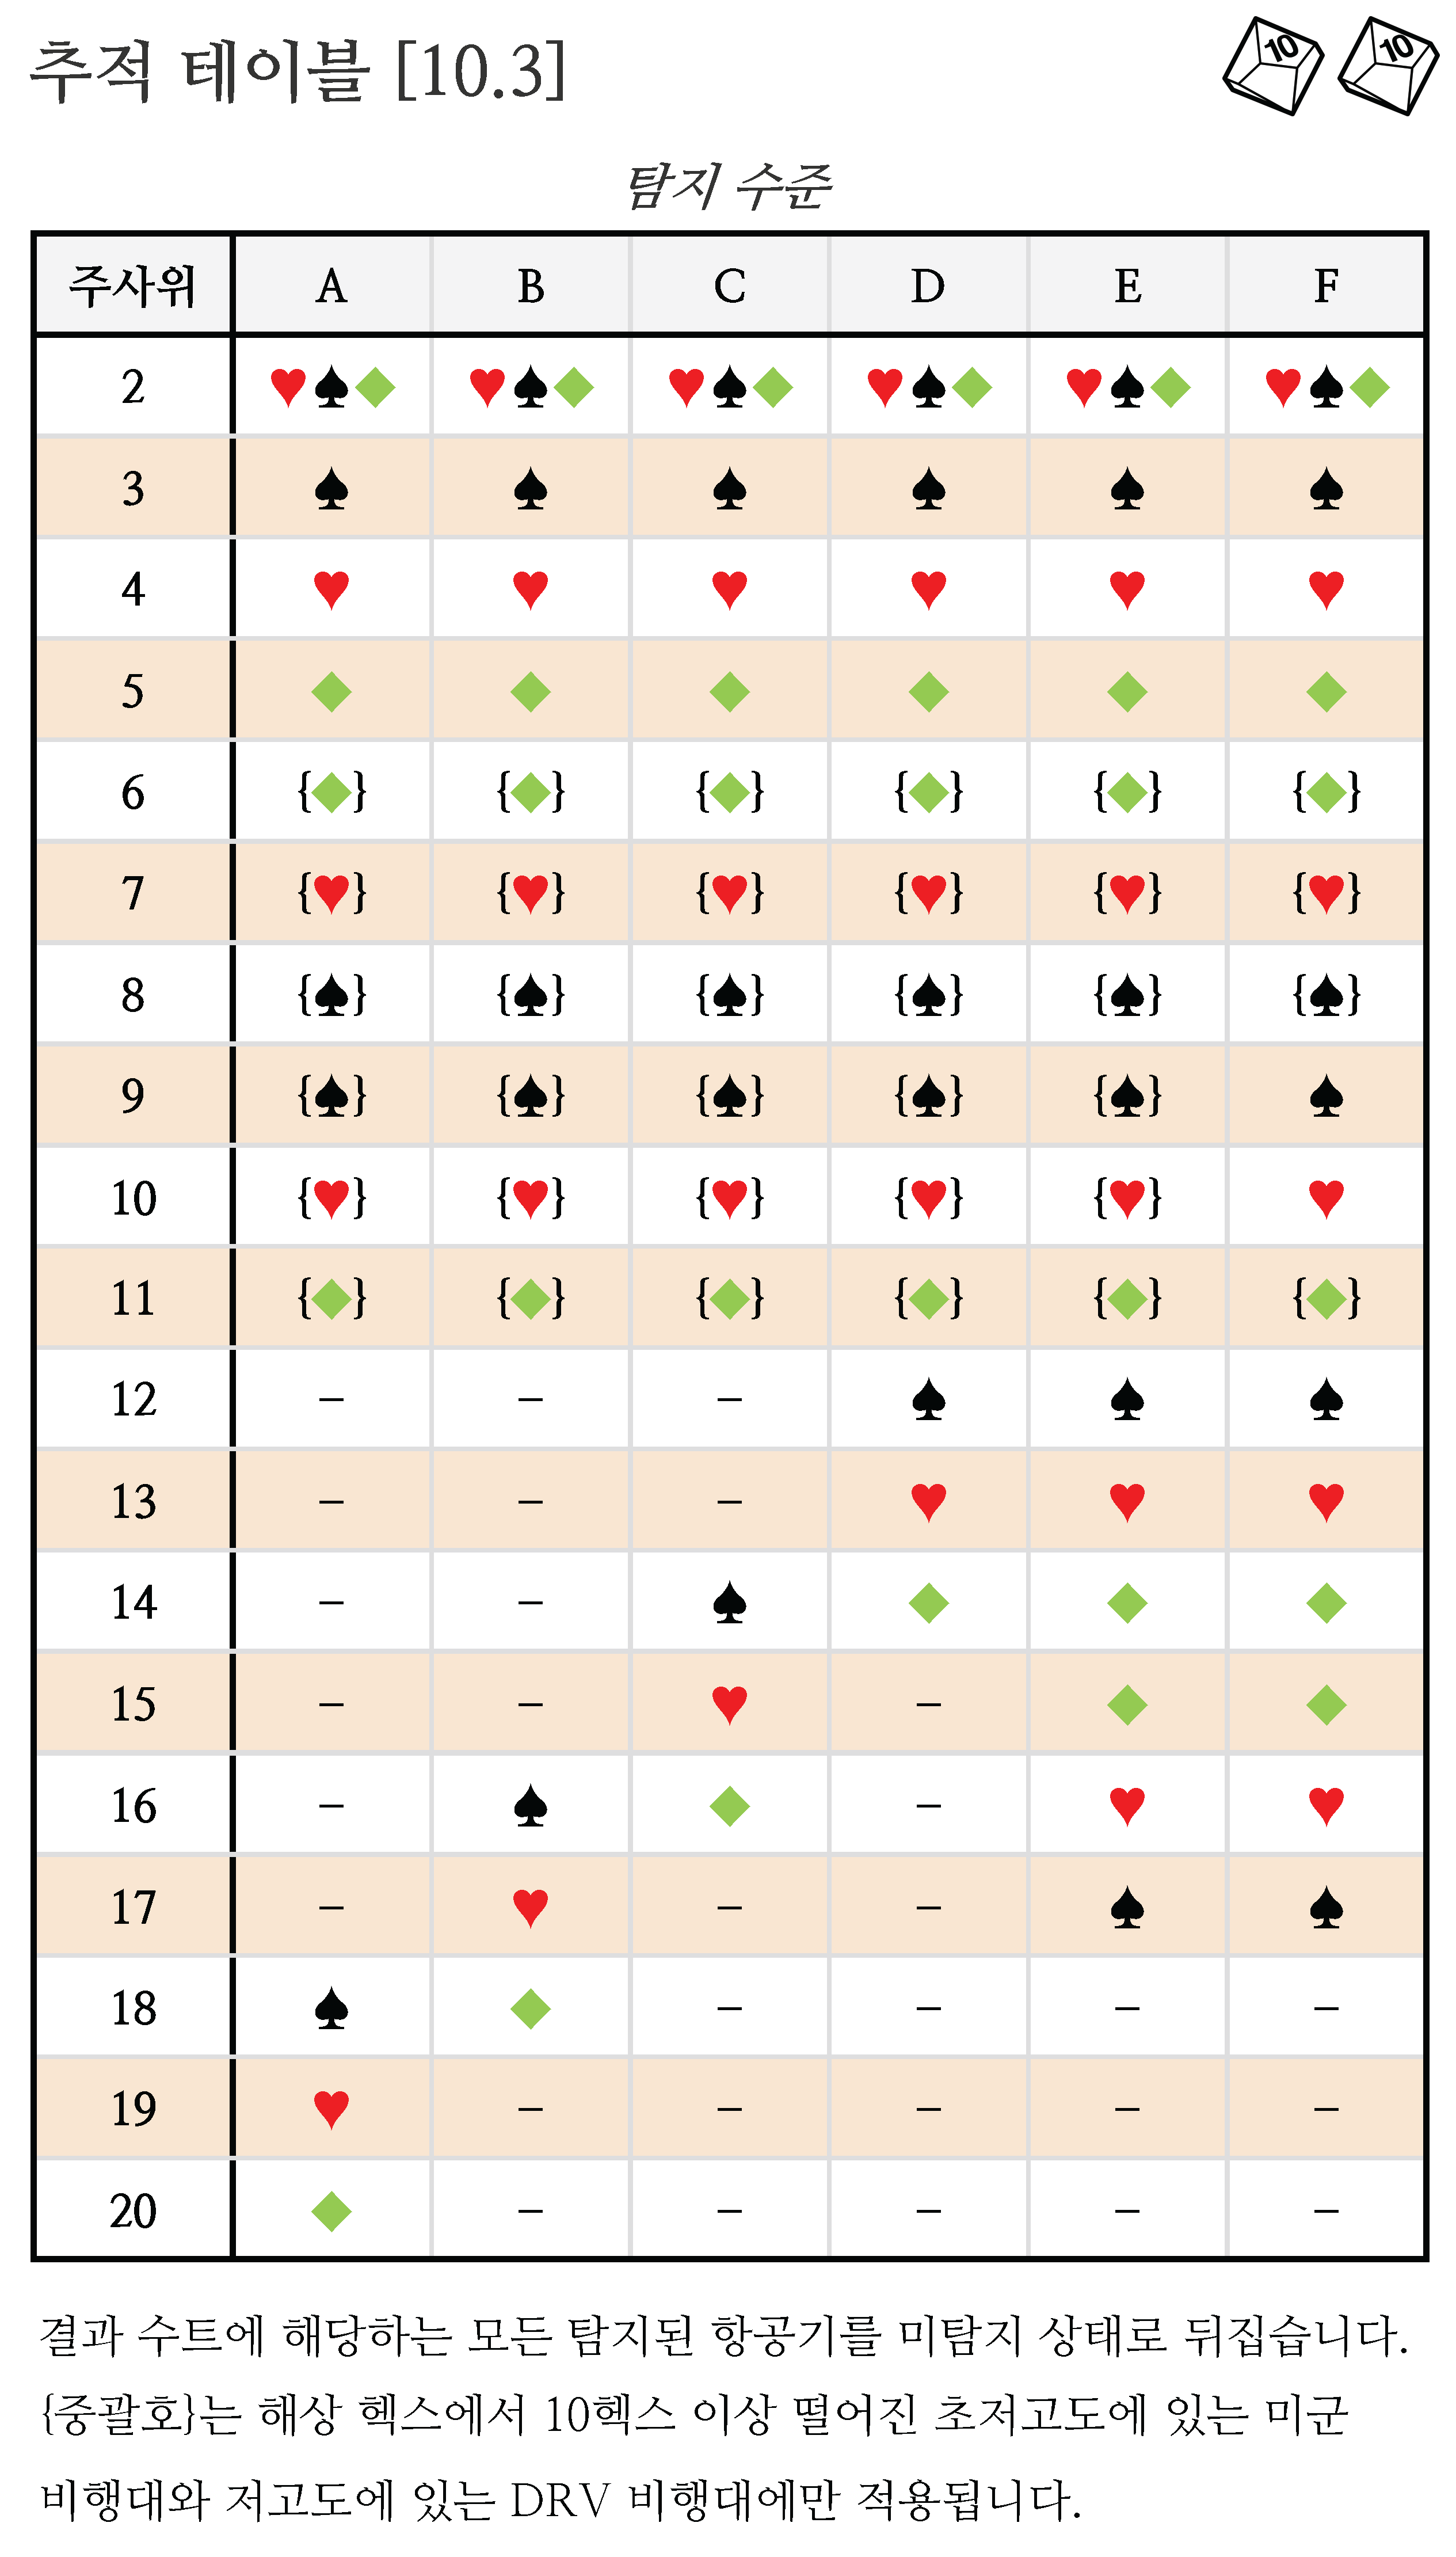 추적 테이블 [10.3]
10 10
탐지 수준
주사위 A B C D E F
2 ♥♠◆ ♥♠◆ ♥♠◆ ♥♠◆ ♥♠◆ ♥♠◆
3 ♠ ♠ ♠ ♠ ♠ ♠
4 ♥ ♥ ♥ ♥ ♥ ♥
5 ◆ ◆ ◆ ◆ ◆ ◆
6 {◆} {◆} {◆} {◆} {◆} {◆}
7 {♥} {♥} {♥} {♥} {♥} {♥}
8 {♠} {♠} {♠} {♠} {♠} {♠}
9 {♠} {♠} {♠} {♠} {♠} ♠
10 {♥} {♥} {♥} {♥} {♥} ♥
11 {◆} {◆} {◆} {◆} {◆} {◆}
12 – – – ♠ ♠ ♠
13 – – – ♥ ♥ ♥
14 – – ♠ ◆ ◆ ◆
15 – – ♥ – ◆ ◆
16 – ♠ ◆ – ♥ ♥
17 – ♥ – – ♠ ♠
18 ♠ ◆ – – – –
19 ♥ – – – – –
20 ◆ – – – – –
결과 수트에 해당하는 모든 탐지된 항공기를 미탐지 상태로 뒤집습니다.
{중괄호}는 해상 헥스에서 10헥스 이상 떨어진 초저고도에 있는 미군
비행대와 저고도에 있는 DRV 비행대에만 적용됩니다.